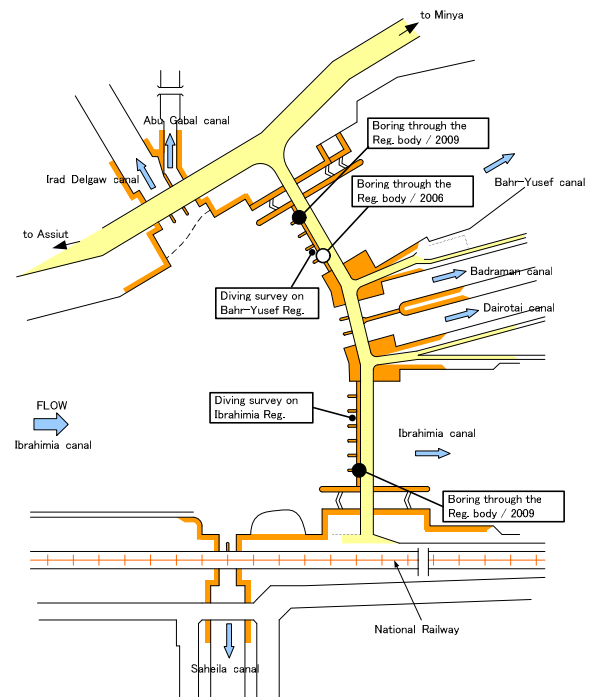 to Minya
Abu Gabal canal
Boring through the
Reg. body / 2009
Irad Delgaw canal
Boring through the
Reg. body / 2006
Bahr-Yusef canal
to Assiut
Badraman canal
Diving survey on
Bahr-Yusef Reg.
Dairotai canal
Diving survey on
Ibrahimia Reg.
FLOW
Ibrahimia canal
Ibrahimia canal
Boring through the
Reg. body / 2009
National Railway
Saheila canal